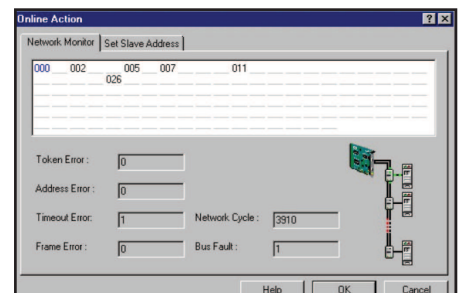 Online Action
Network Monitor Set Slave Address
000 002 005 007 011
026
Token Error : 0
Address Error : 0
Timeout Error: 1 Network Cycle : 3910
Frame Error : 0 Bus Fault : 1
Help OK Cancel